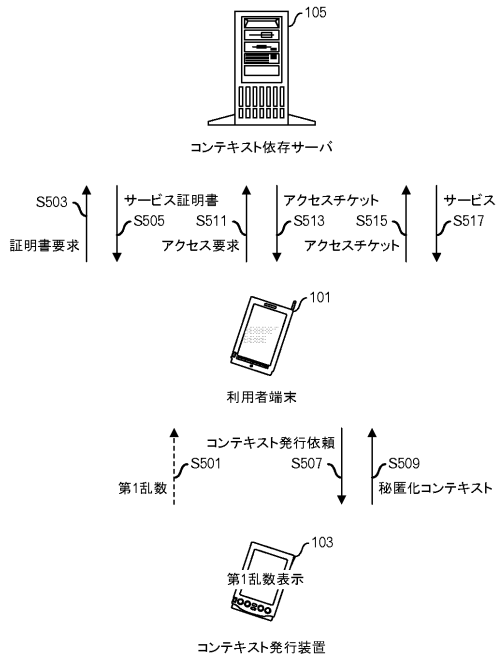 105
コンテキスト依存サーバ
S503
サービス証明書
S505
証明書要求
S511
アクセスチケット
S513
アクセス要求
S515
サービス
S517
アクセスチケット
101
利用者端末
コンテキスト発行依頼
S501
第1乱数
S507
S509
秘匿化コンテキスト
103
第1乱数表示
コンテキスト発行装置